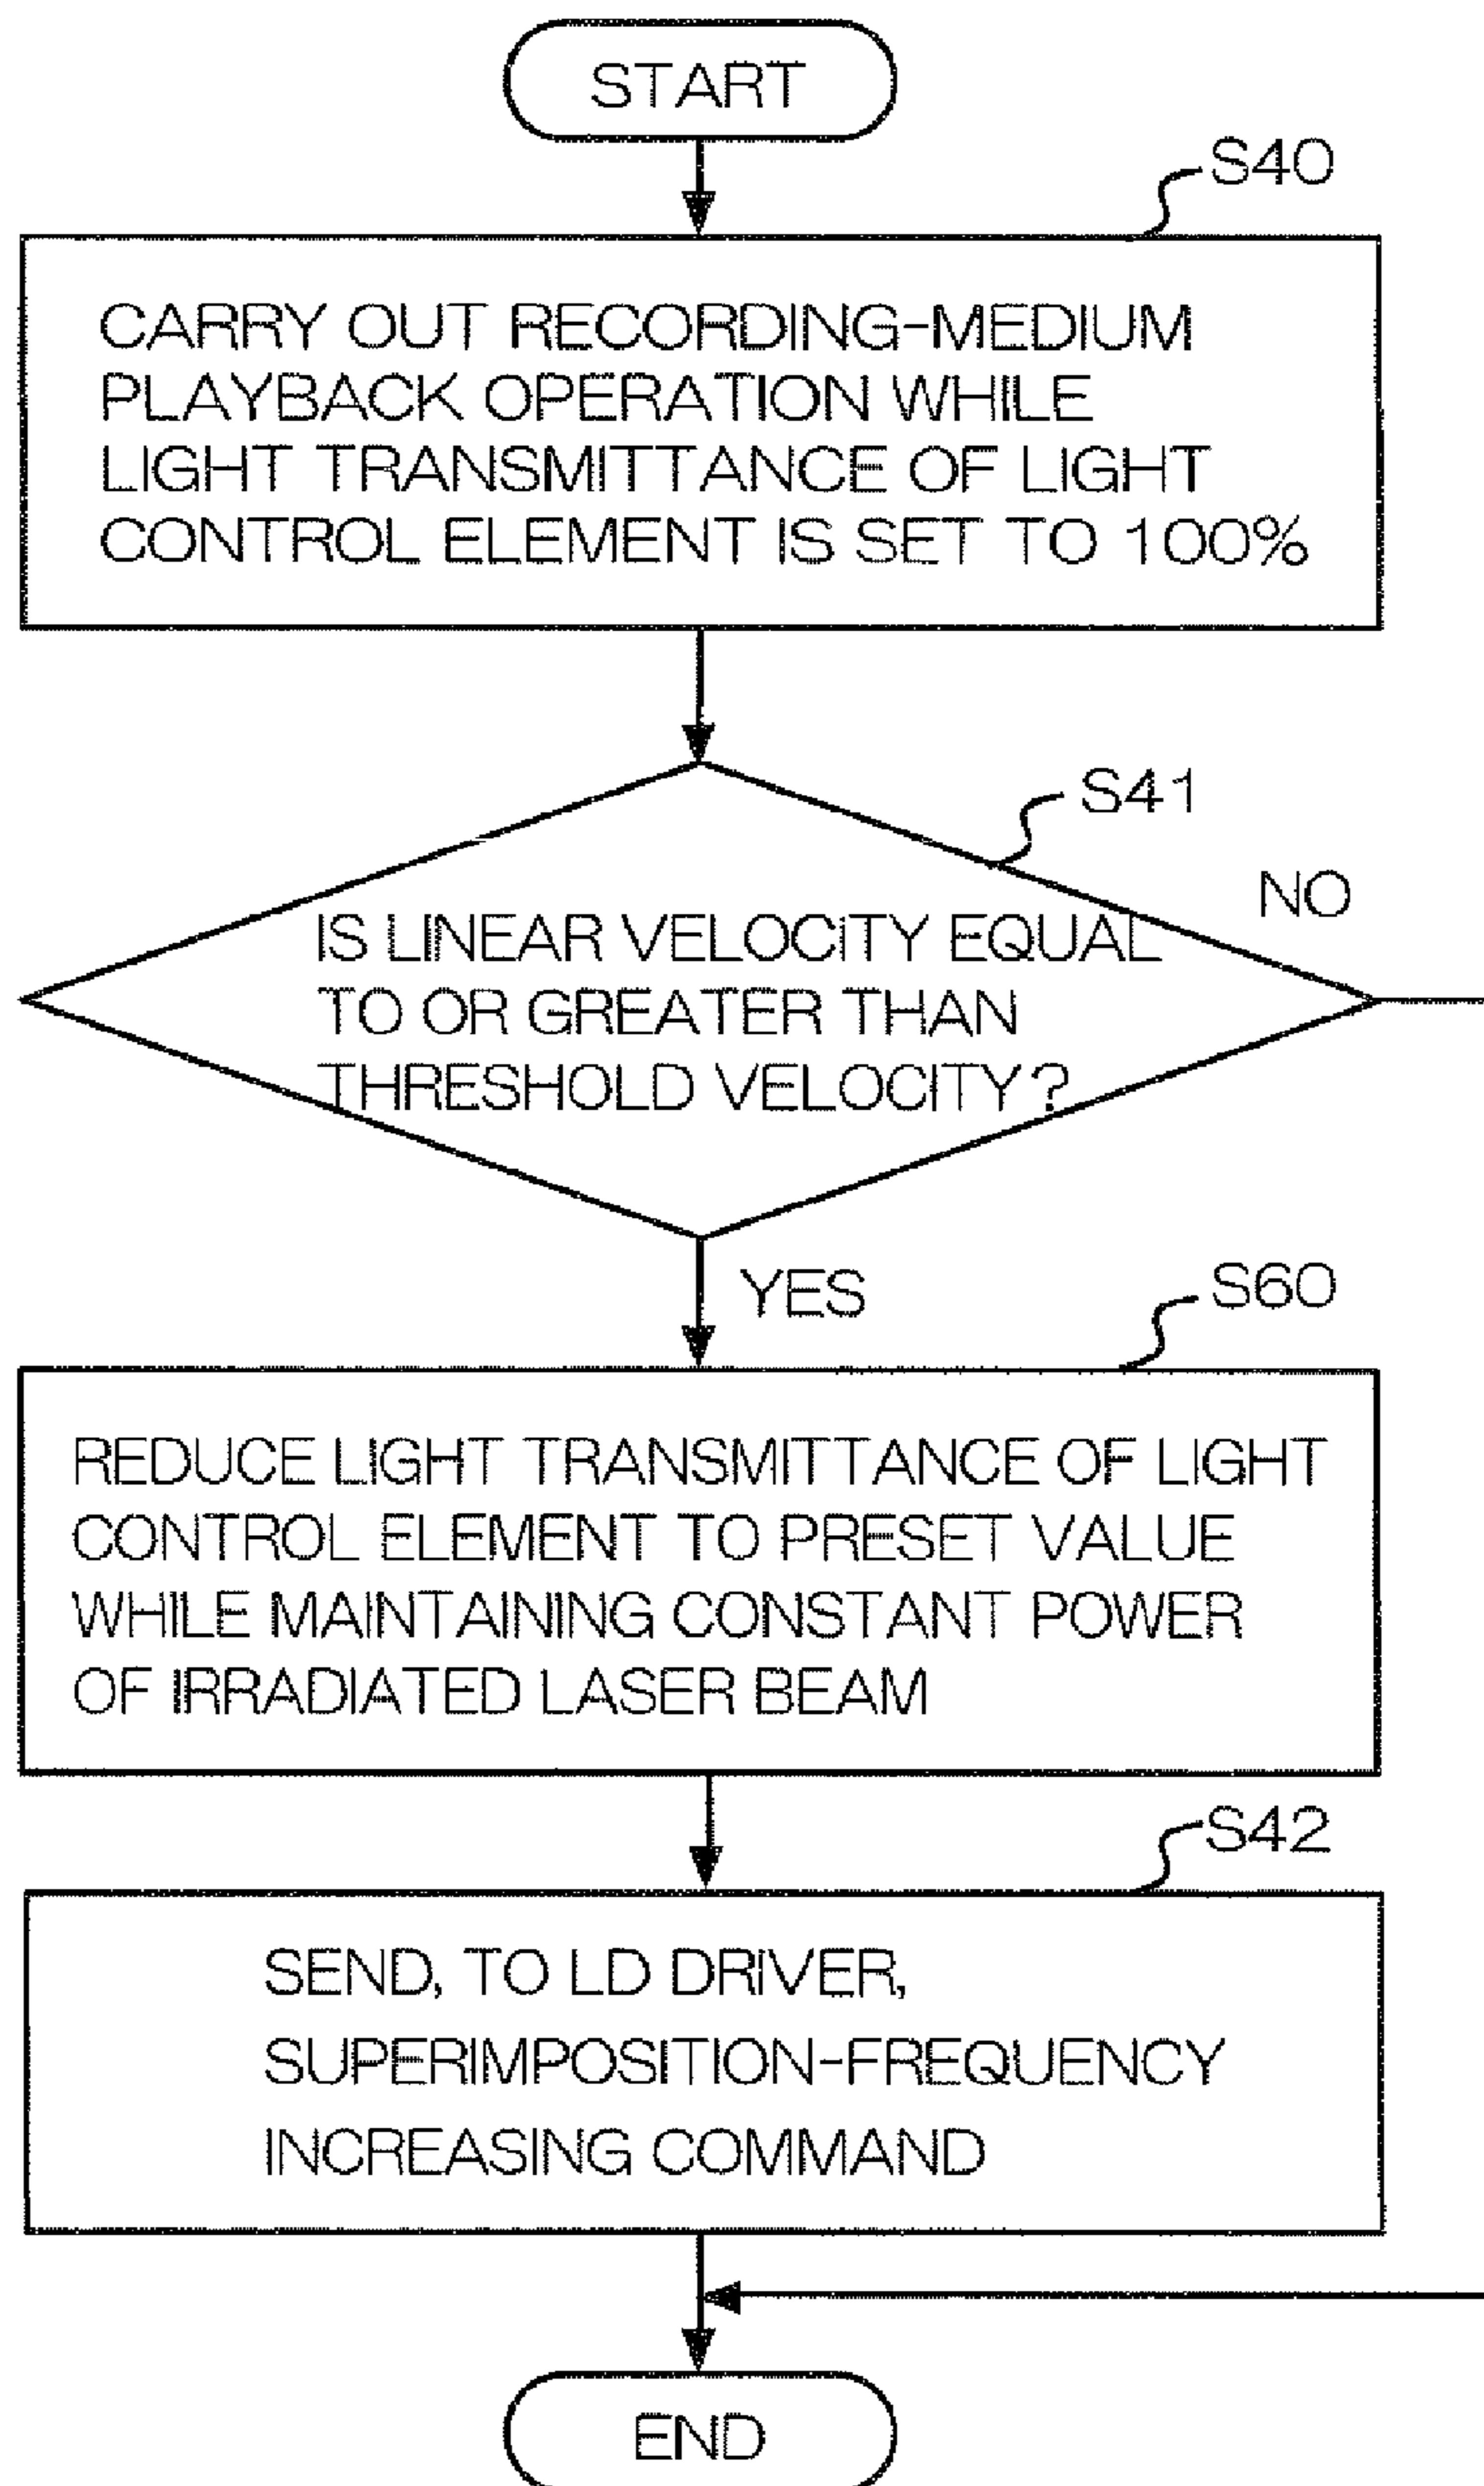 START
S40
CARRY OUT RECORDING-MEDIUM
PLAYBACK OPERATION WHILE
LIGHT TRANSMITTANCE OF LIGHT
CONTROL ELEMENT IS SET TO 100%
S41
NO
IS LINEAR VELOCITY EQUAL
TO OR GREATER THAN
THRESHOLD VELOCITY?
YES
S60
REDUCE LIGHT TRANSMITTANCE OF LIGHT
CONTROL ELEMENT TO PRESET VALUE
WHILE MAINTAINING CONSTANT POWER
OF IRRADIATED LASER BEAM
S42
SEND, TO LD DRIVER,
SUPERIMPOSITION-FREQUENCY
INCREASING COMMAND
END